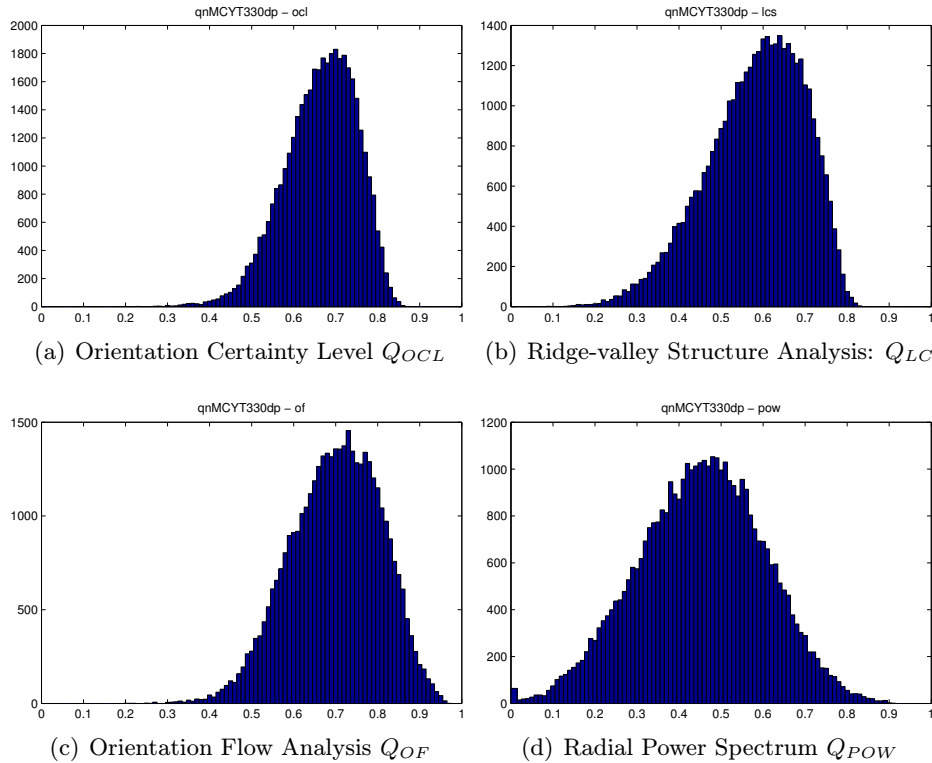 qnMCYT330dp − ocl
2000
1800
1600
1400
1200
1000
800
600
400
200
0
0 0.1 0.2 0.3 0.4 0.5 0.6 0.7 0.8 0.9 1
(a) Orientation Certainty Level Q_OCL
qnMCYT330dp − lcs
1400
1200
1000
800
600
400
200
0
0 0.1 0.2 0.3 0.4 0.5 0.6 0.7 0.8 0.9 1
(b) Ridge-valley Structure Analysis: Q_LC
qnMCYT330dp − of
1500
1000
500
0
0 0.1 0.2 0.3 0.4 0.5 0.6 0.7 0.8 0.9 1
(c) Orientation Flow Analysis Q_OF
qnMCYT330dp − pow
1200
1000
800
600
400
200
0
0 0.1 0.2 0.3 0.4 0.5 0.6 0.7 0.8 0.9 1
(d) Radial Power Spectrum Q_POW